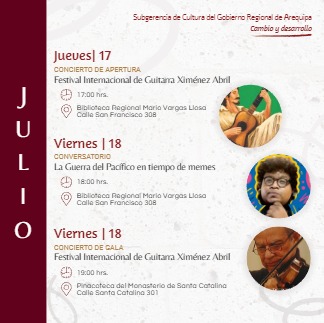 Subgerencia de Cultura del Gobierno Regional de Arequipa
Cambio y desarrollo
JULIO
Jueves| 17
CONCIERTO DE APERTURA
Festival Internacional de Guitarra Ximénez Abril
17:00 hrs.
Biblioteca Regional Mario Vargas Llosa
Calle San Francisco 308
Viernes | 18
CONVERSATORIO
La Guerra del Pacífico en tiempo de memes
18:00 hrs.
Biblioteca Regional Mario Vargas Llosa
Calle San Francisco 308
Viernes | 18
CONCIERTO DE GALA
Festival Internacional de Guitarra Ximénez Abril
19:00 hrs.
Pinacoteca del Monasterio de Santa Catalina
Calle Santa Catalina 301